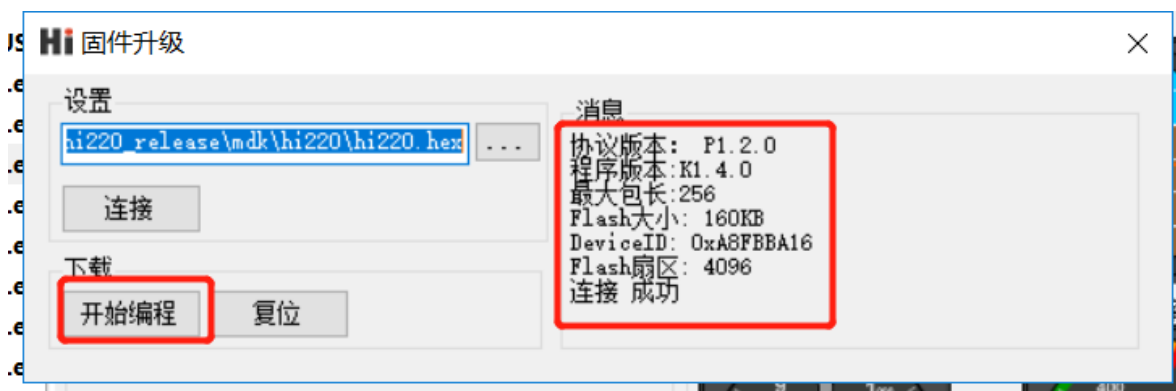 Hi 固件升级
设置
hi220_release\mdk\hi220\hi220.hex
...
连接
下载
开始编程
复位
消息
协议版本: P1.2.0
程序版本:K1.4.0
最大包长:256
Flash大小: 160KB
DeviceID: 0xA8FBBA16
Flash扇区: 4096
连接 成功